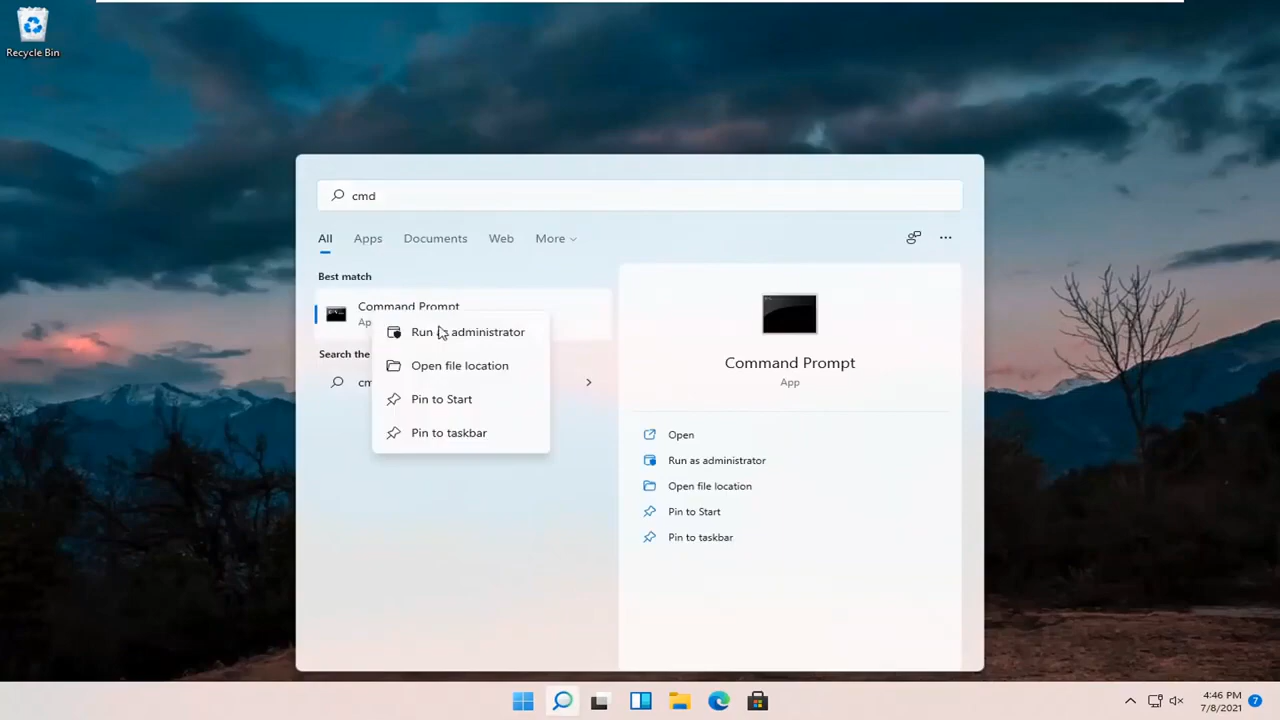 Recycle Bin
cmd
All Apps Documents Web More
Best match
Command Prompt
Ap
Run as administrator
Search the
Open file location
cm
Pin to Start
Pin to taskbar
Command Prompt
App
Open
Run as administrator
Open file location
Pin to Start
Pin to taskbar
4:46 PM
7/8/2021
7